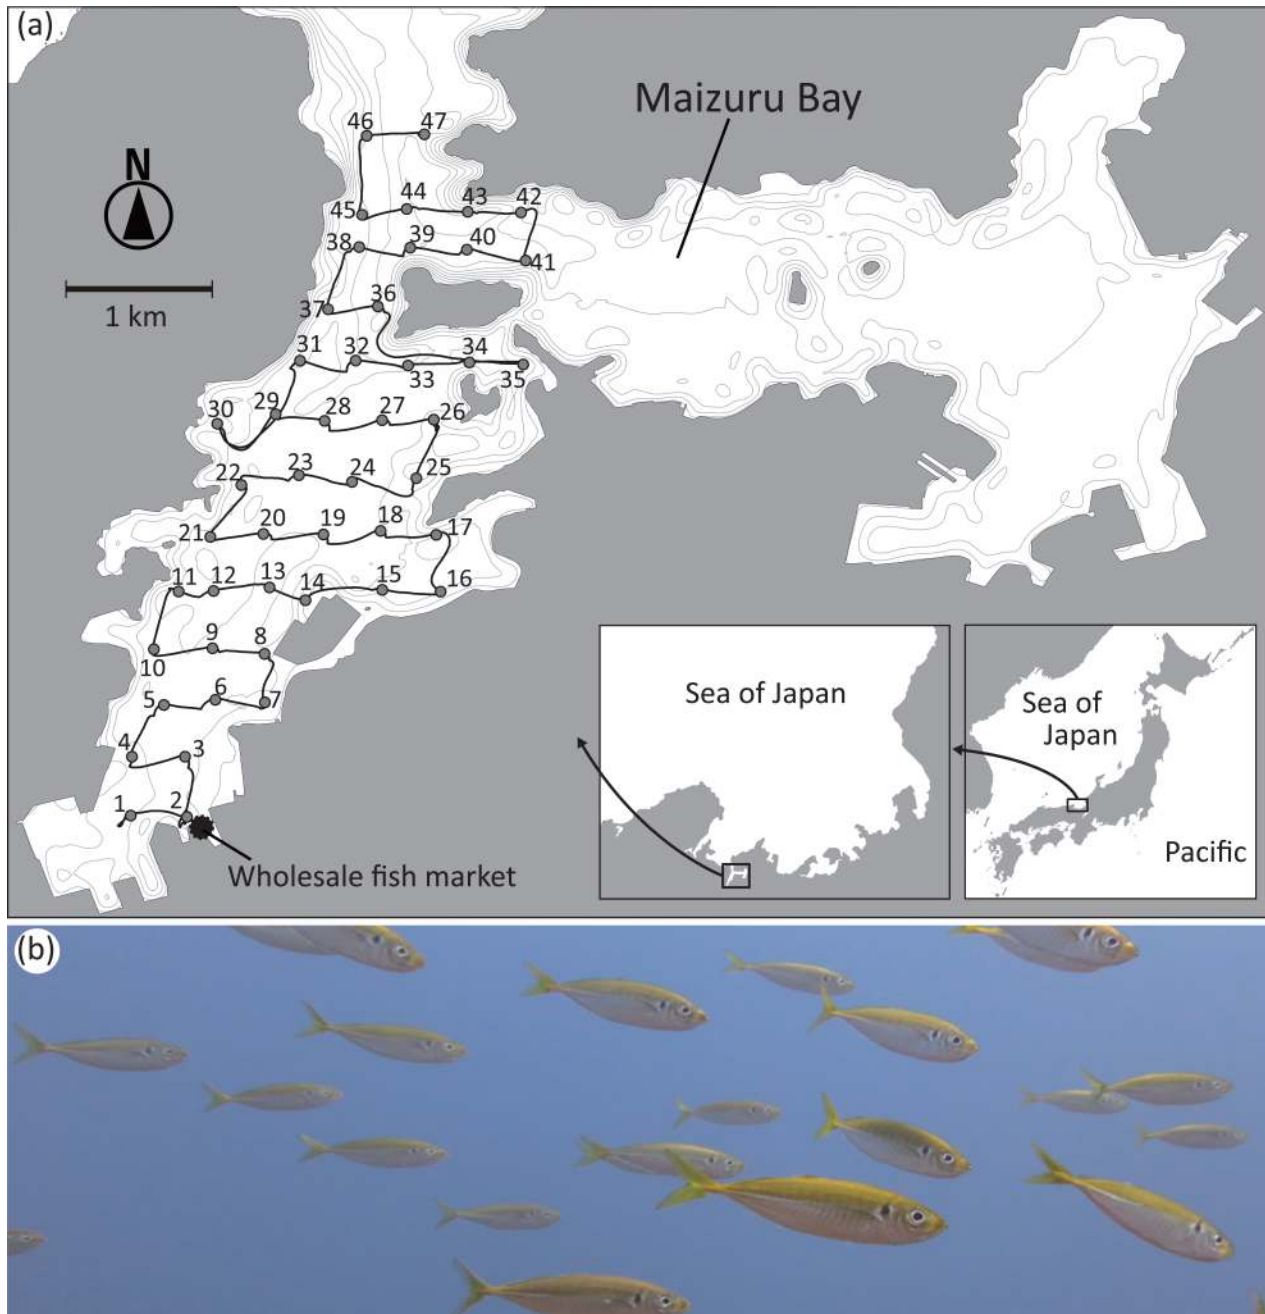 (a)
Maizuru Bay
N
1 km
46 47
45 44 43 42
38 39 40 41
37 36
31 32 33 34 35
30 29 28 27 26
22 23 24 25
21 20 19 18 17
11 12 13 14 15 16
10 9 8
5 6 7
4 3
1 2
Wholesale fish market
Sea of Japan
Sea of
Japan
Pacific
(b)